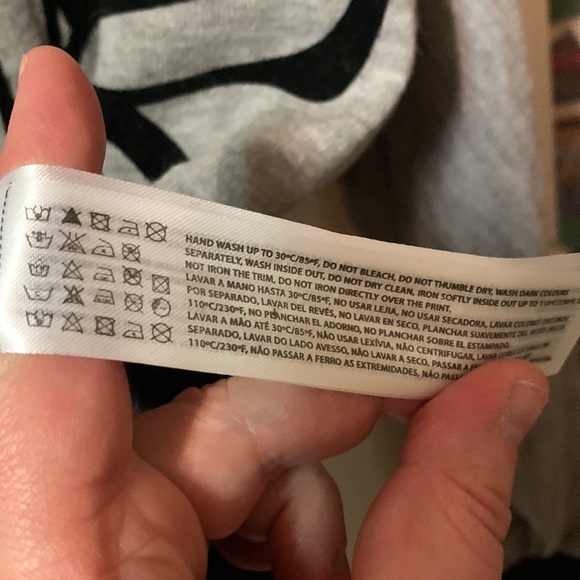 HAND WASH UP TO 30ºC/85ºF, DO NOT BLEACH, DO NOT THUMBLE DRY, WASH DARK COLOURS
SEPARATELY, WASH INSIDE OUT. DO NOT DRY CLEAN, IRON SOFTLY INSIDE OUT UP TO
NOT IRON THE TRIM, DO NOT IRON DIRECTLY OVER THE PRINT.
LAVAR A MANO HASTA 30ºC/85ºF, NO USAR LEJIA, NO USAR SECADORA, LAVAR COLORES
POR SEPARADO, LAVAR DEL REVÉS, NO LAVAR EN SECO, PLANCHAR SUAVEMENTE DEL
110ºC/230ºF, NO PLANCHAR EL ADORNO, NO PLANCHAR SOBRE EL ESTAMPADO.
LAVAR A MÃO ATÉ 30ºC/85ºF, NÃO USAR LEXÍVIA, NÃO CENTRIFUGAR, LAVAR
SEPARADO, LAVAR DO LADO AVESSO, NÃO LAVAR A SECO, PASSAR A
110ºC/230ºF, NÃO PASSAR A FERRO AS EXTREMIDADES, NÃO